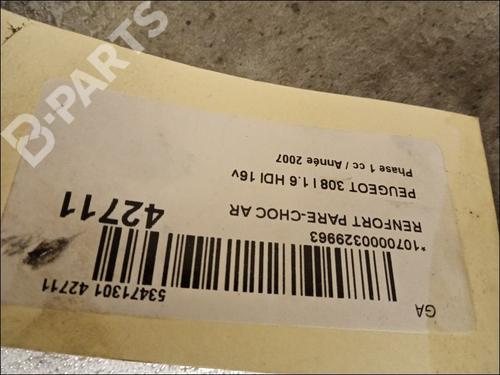 GA
53471301 42711
*1070000329963
RENFORT PARE-CHOC AR
42711
PEUGEOT 308 I 1.6 HDI 16v
Phase 1 cc / Année 2007
B-PARTS